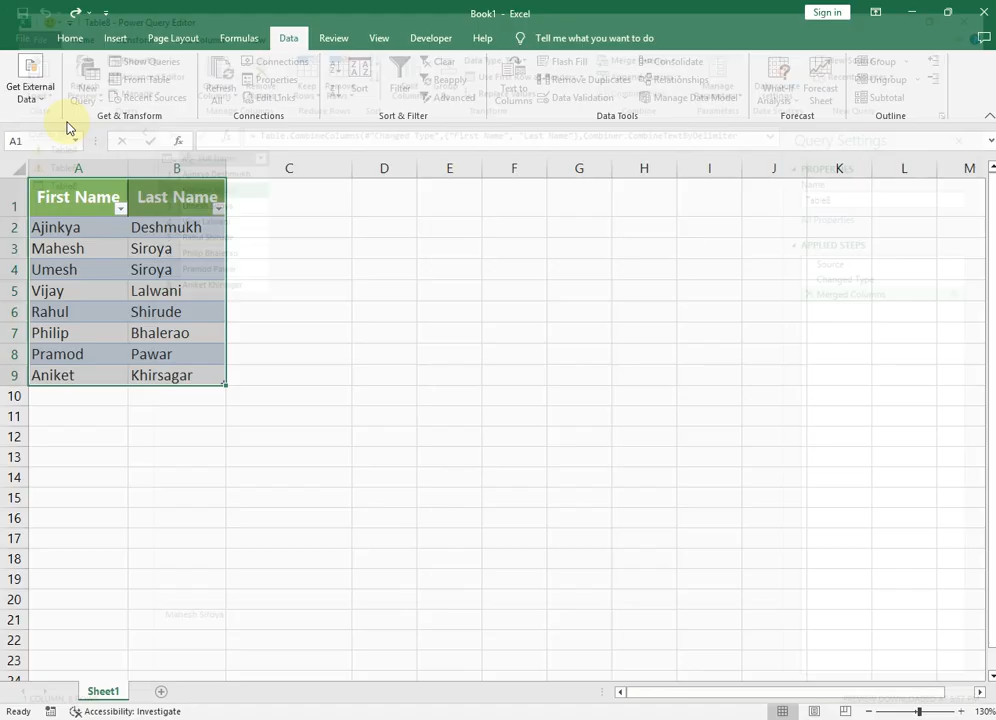 Book1 - Excel
Sign in
Table8 - Power Query Editor
File Home Insert Page Layout Formulas Data Review View Developer Help Tell me what you want to do
Get External Data
New Query
Show Queries
From Table
Recent Sources
Get & Transform
Refresh All
Connections
Properties
Edit Links
Connections
Sort
Filter
Clear
Reapply
Advanced
Sort & Filter
Text to Columns
Flash Fill
Remove Duplicates
Data Validation
Consolidate
Relationships
Manage Data Model
Data Tools
What-If Analysis
Forecast Sheet
Forecast
Group
Subtotal
Outline
A1
= Table.CombineColumns(#"Changed Type",{"First Name", "Last Name"},Combiner.CombineTextByDelimiter
Query Settings
A B C D E F G H I J K L M
PROPERTIES
Name
Table8
All Properties
APPLIED STEPS
Source
Changed Type
Merged Columns
1 First Name Last Name
2 Ajinkya Deshmukh
3 Mahesh Siroya
4 Umesh Siroya
5 Vijay Lalwani
6 Rahul Shirude
7 Philip Bhalerao
8 Pramod Pawar
9 Aniket Khirsagar
10
11
12
13
14
15
16
17
18
19
20
21
22
23
24
Mahesh Siroya
Sheet1
Ready Accessibility: Investigate 130%